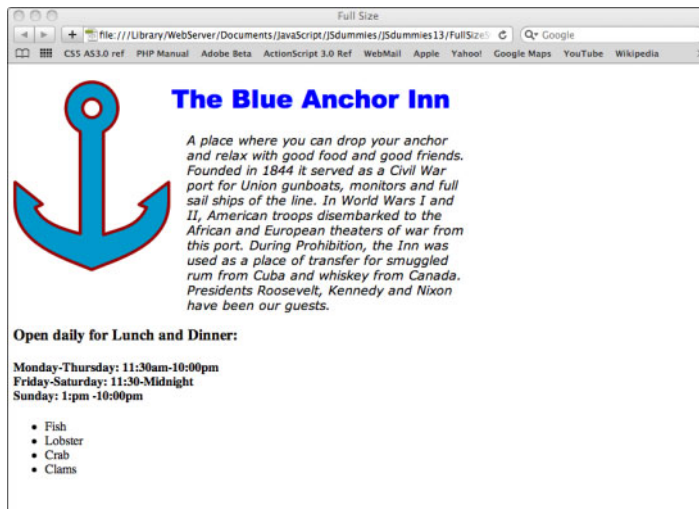 Full Size
file:///Library/WebServer/Documents/JavaScript/JSdummies/JSdummies13/FullSize
Google
CS5 AS3.0 ref PHP Manual Adobe Beta ActionScript 3.0 Ref WebMail Apple Yahoo! Google Maps YouTube Wikipedia
The Blue Anchor Inn
A place where you can drop your anchor
and relax with good food and good friends.
Founded in 1844 it served as a Civil War
port for Union gunboats, monitors and full
sail ships of the line. In World Wars I and
II, American troops disembarked to the
African and European theaters of war from
this port. During Prohibition, the Inn was
used as a place of transfer for smuggled
rum from Cuba and whiskey from Canada.
Presidents Roosevelt, Kennedy and Nixon
have been our guests.
Open daily for Lunch and Dinner:
Monday-Thursday: 11:30am-10:00pm
Friday-Saturday: 11:30-Midnight
Sunday: 1:pm -10:00pm
• Fish
• Lobster
• Crab
• Clams